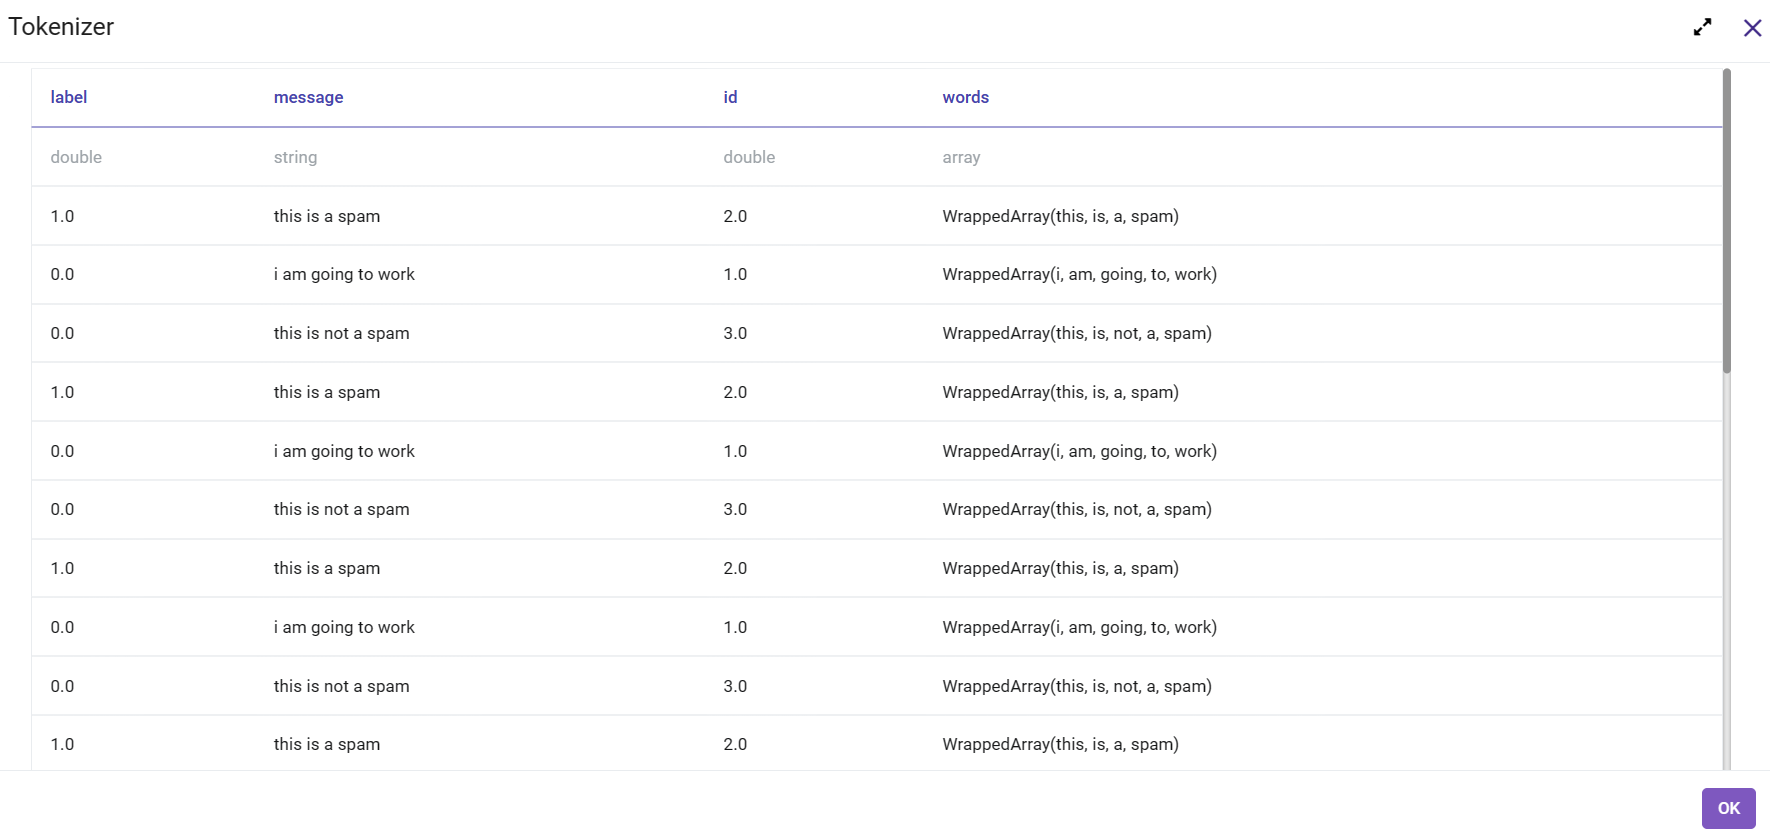 Tokenizer
label message id words
double string double array
1.0 this is a spam 2.0 WrappedArray(this, is, a, spam)
0.0 i am going to work 1.0 WrappedArray(i, am, going, to, work)
0.0 this is not a spam 3.0 WrappedArray(this, is, not, a, spam)
1.0 this is a spam 2.0 WrappedArray(this, is, a, spam)
0.0 i am going to work 1.0 WrappedArray(i, am, going, to, work)
0.0 this is not a spam 3.0 WrappedArray(this, is, not, a, spam)
1.0 this is a spam 2.0 WrappedArray(this, is, a, spam)
0.0 i am going to work 1.0 WrappedArray(i, am, going, to, work)
0.0 this is not a spam 3.0 WrappedArray(this, is, not, a, spam)
1.0 this is a spam 2.0 WrappedArray(this, is, a, spam)
OK